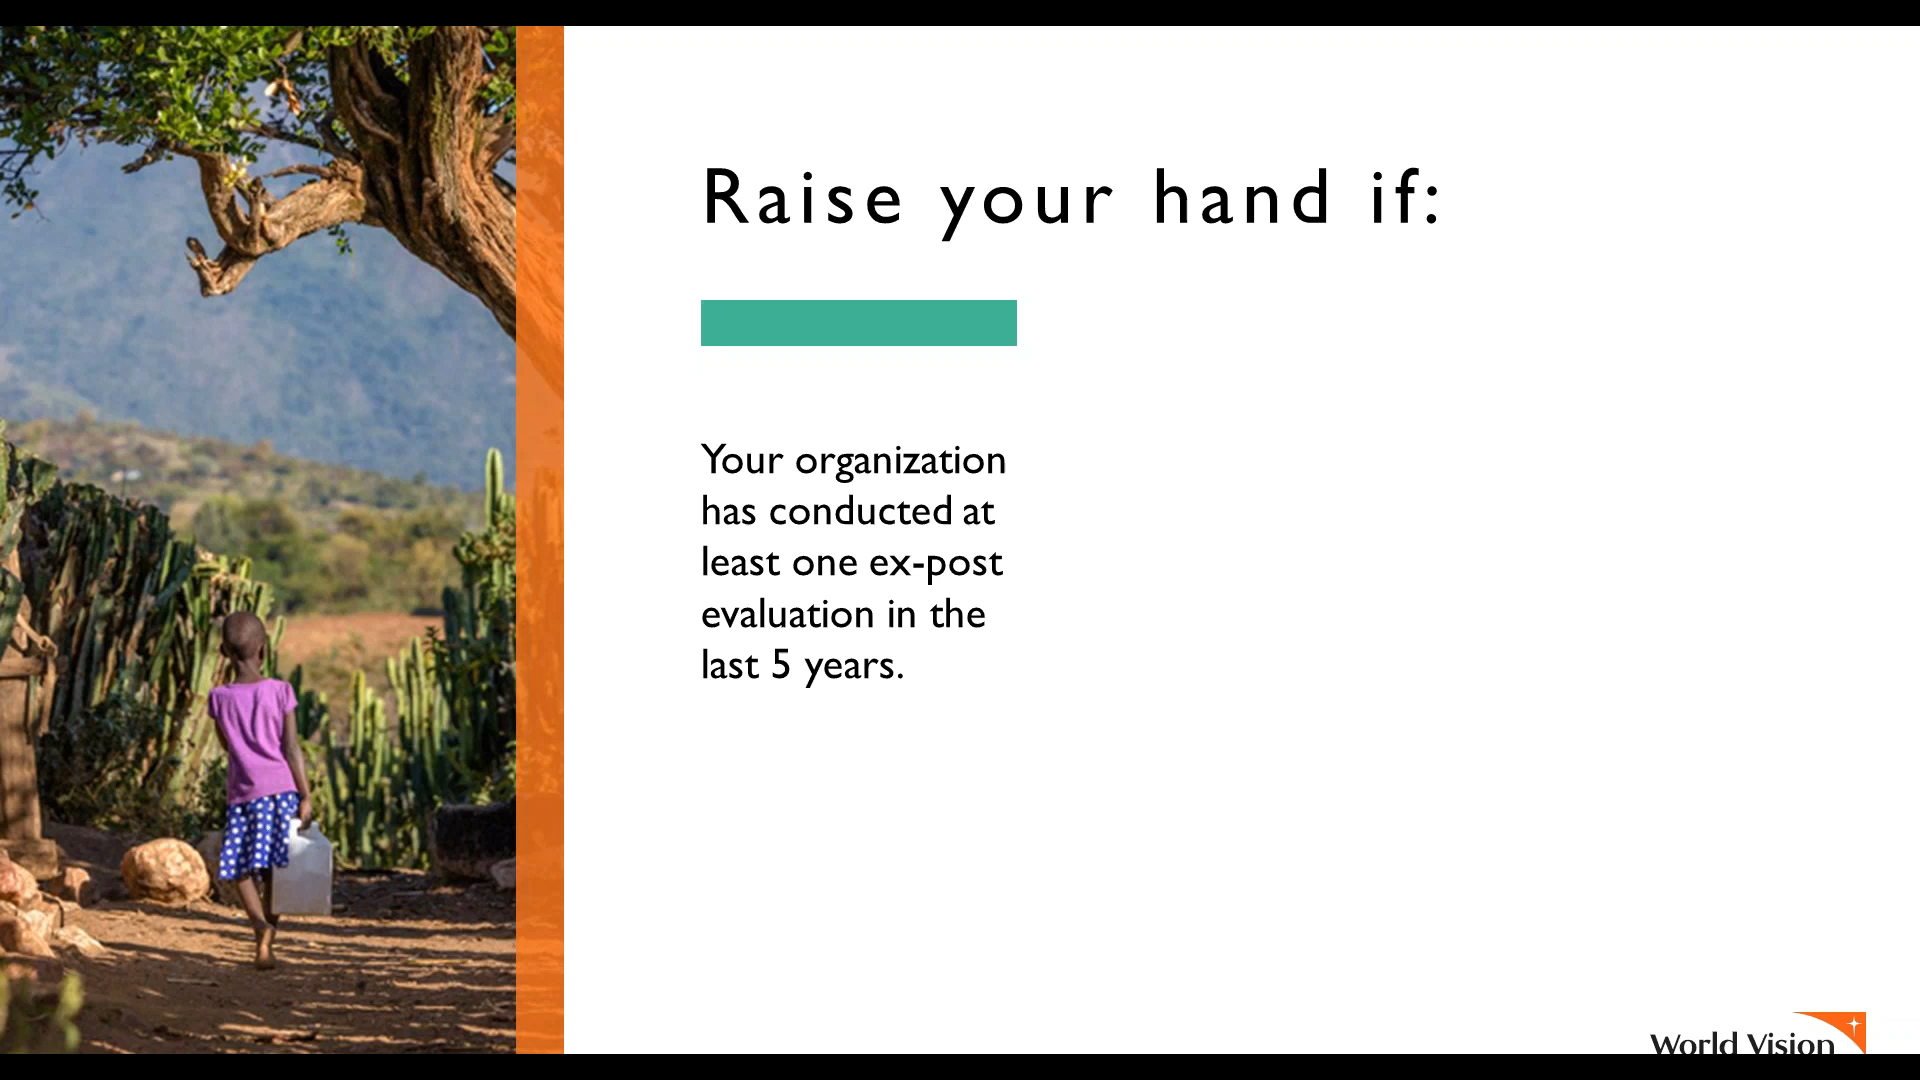 Raise your hand if:
Your organization
has conducted at
least one ex-post
evaluation in the
last 5 years.
World Vision